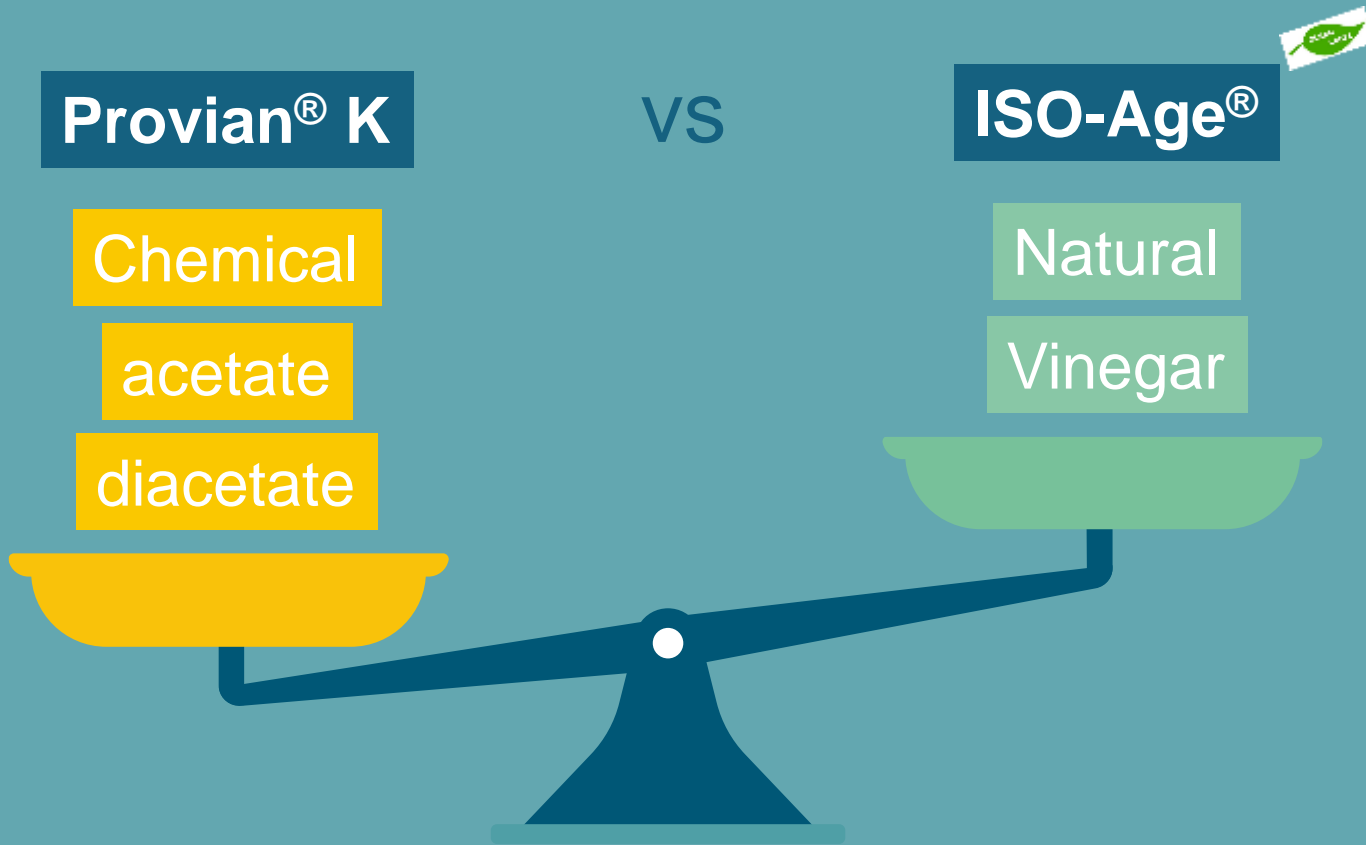 Provian® K
vs
ISO-Age®
Chemical
acetate
diacetate
Natural
Vinegar